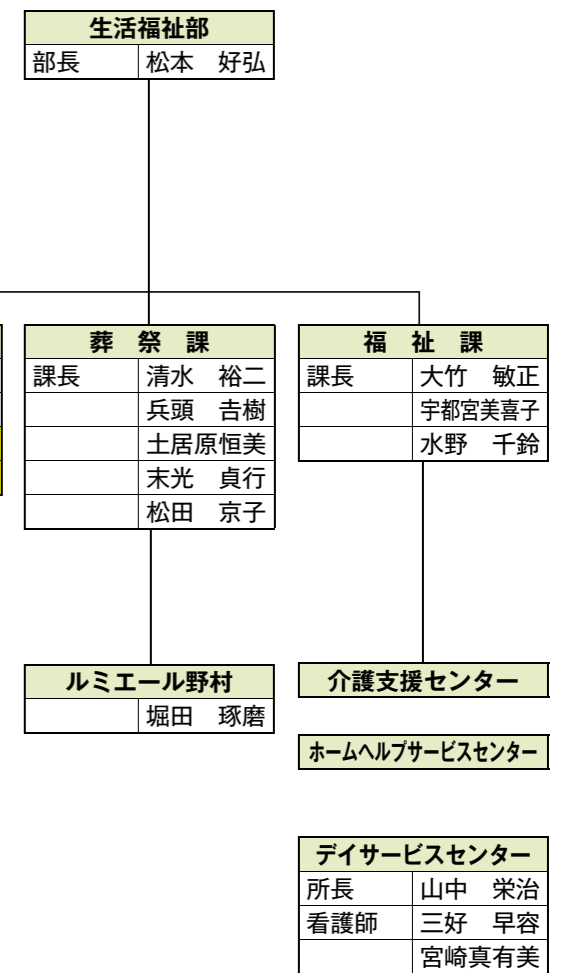 生活福祉部
部長 松本　好弘
葬　祭　課
課長 清水　裕二
兵頭　𠮷樹
土居原恒美
末光　貞行
松田　京子
福　祉　課
課長 大竹　敏正
宇都宮美喜子
水野　千鈴
ルミエール野村
堀田　琢磨
介護支援センター
ホームヘルプサービスセンター
デイサービスセンター
所長 山中　栄治
看護師 三好　早容
宮崎真有美